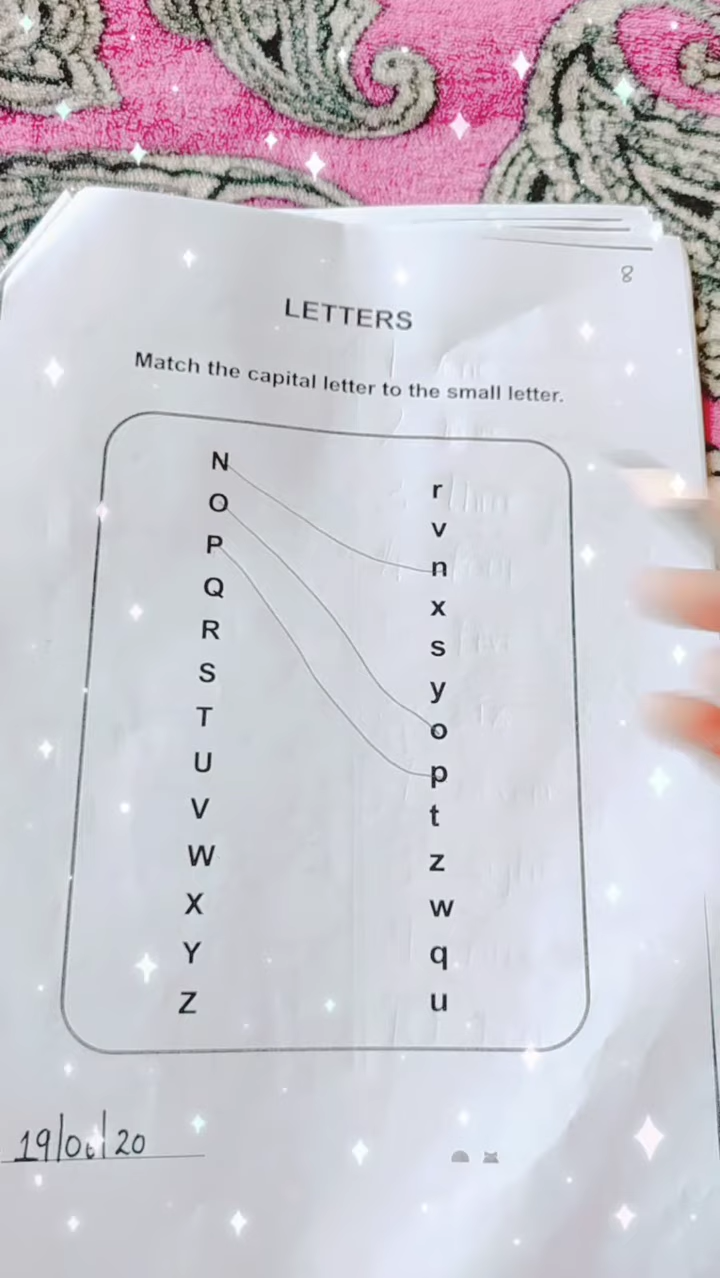 8
LETTERS
Match the capital letter to the small letter.
N
O
P
Q
R
S
T
U
V
W
X
Y
Z
r
v
n
x
s
y
o
p
t
z
w
q
u
19/06/20